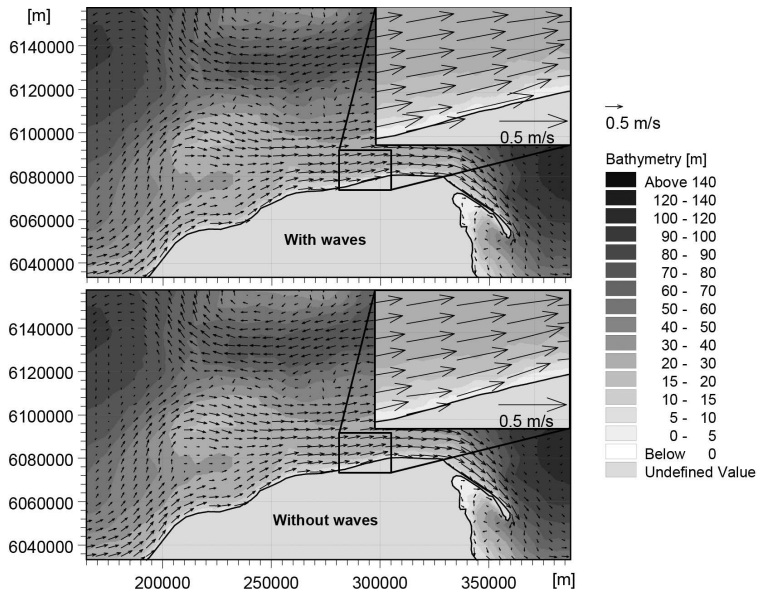 [m]
6140000
6120000
6100000
6080000
6060000
6040000
With waves
0.5 m/s
6140000
6120000
6100000
6080000
6060000
6040000
Without waves
0.5 m/s
200000 250000 300000 350000 [m]
0.5 m/s
Bathymetry [m]
Above 140
120 - 140
100 - 120
90 - 100
80 - 90
70 - 80
60 - 70
50 - 60
40 - 50
30 - 40
20 - 30
15 - 20
10 - 15
5 - 10
0 - 5
Below 0
Undefined Value